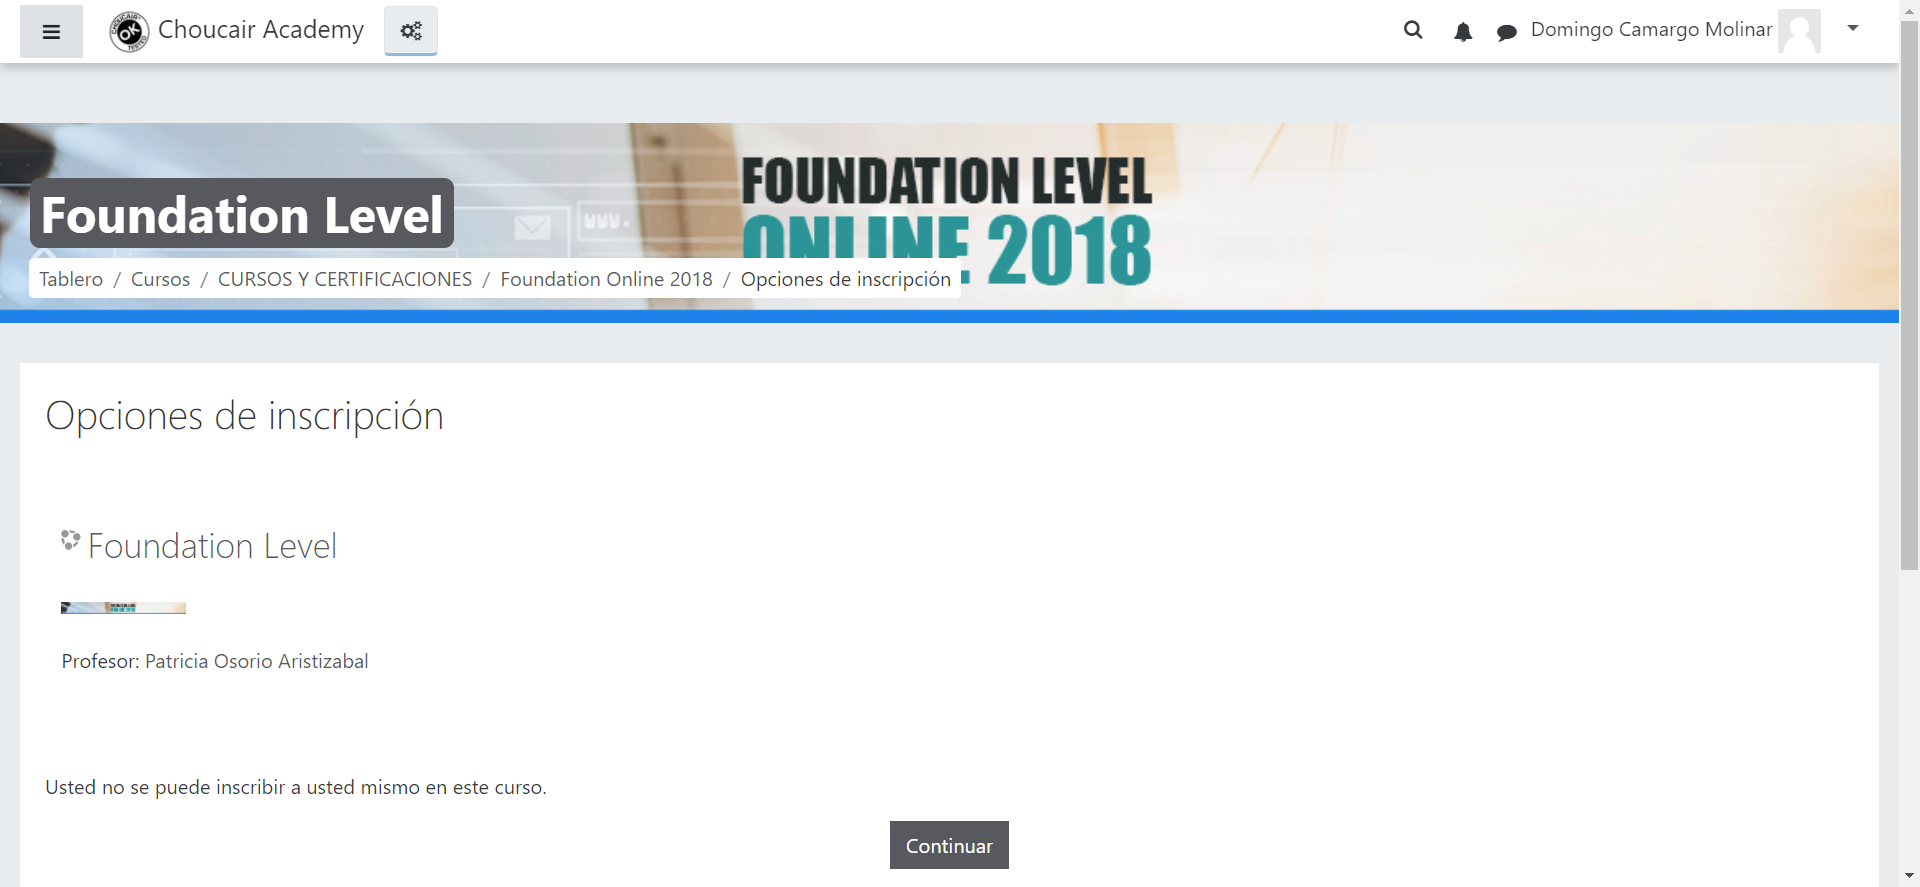 Choucair Academy
Domingo Camargo Molinar
FOUNDATION LEVEL
ONLINE 2018
Foundation Level
Tablero / Cursos / CURSOS Y CERTIFICACIONES / Foundation Online 2018 / Opciones de inscripción
Opciones de inscripción
Foundation Level
Profesor: Patricia Osorio Aristizabal
Usted no se puede inscribir a usted mismo en este curso.
Continuar